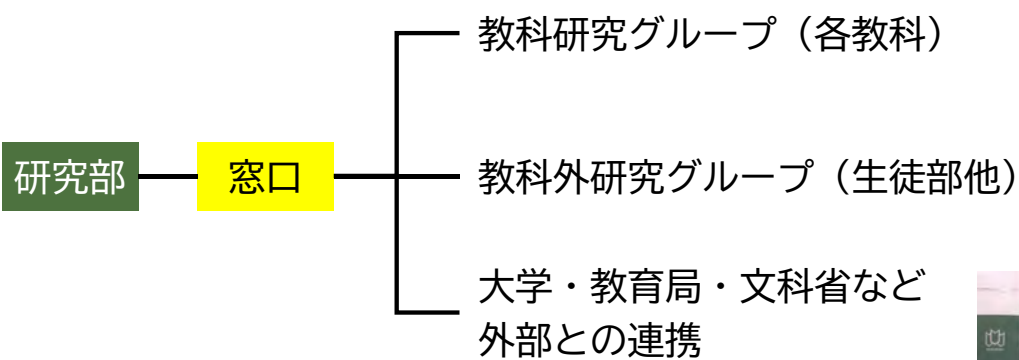 教科研究グループ（各教科）
研究部
窓口
教科外研究グループ（生徒部他）
大学・教育局・文科省など
外部との連携